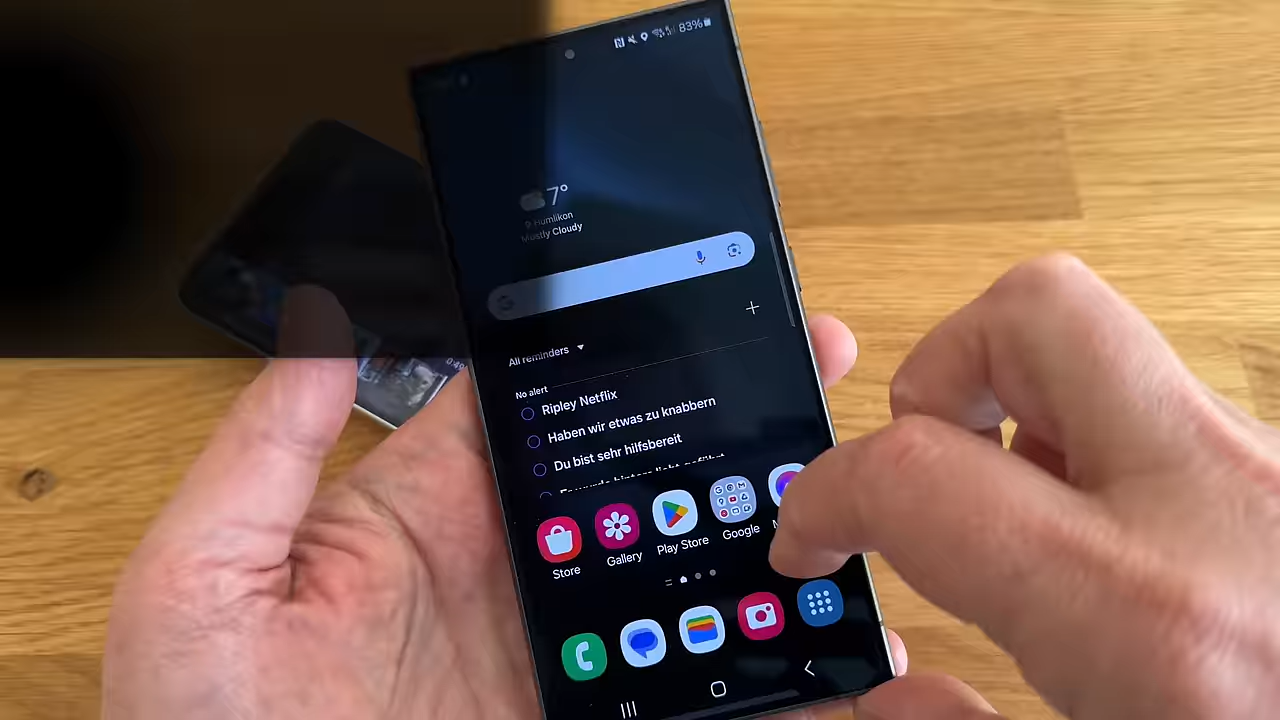 83%
7°
Humlikon
Mostly Cloudy
All reminders
No alert
Ripley Netflix
Haben wir etwas zu knabbern
Du bist sehr hilfsbereit
Store
Gallery
Play Store
Google